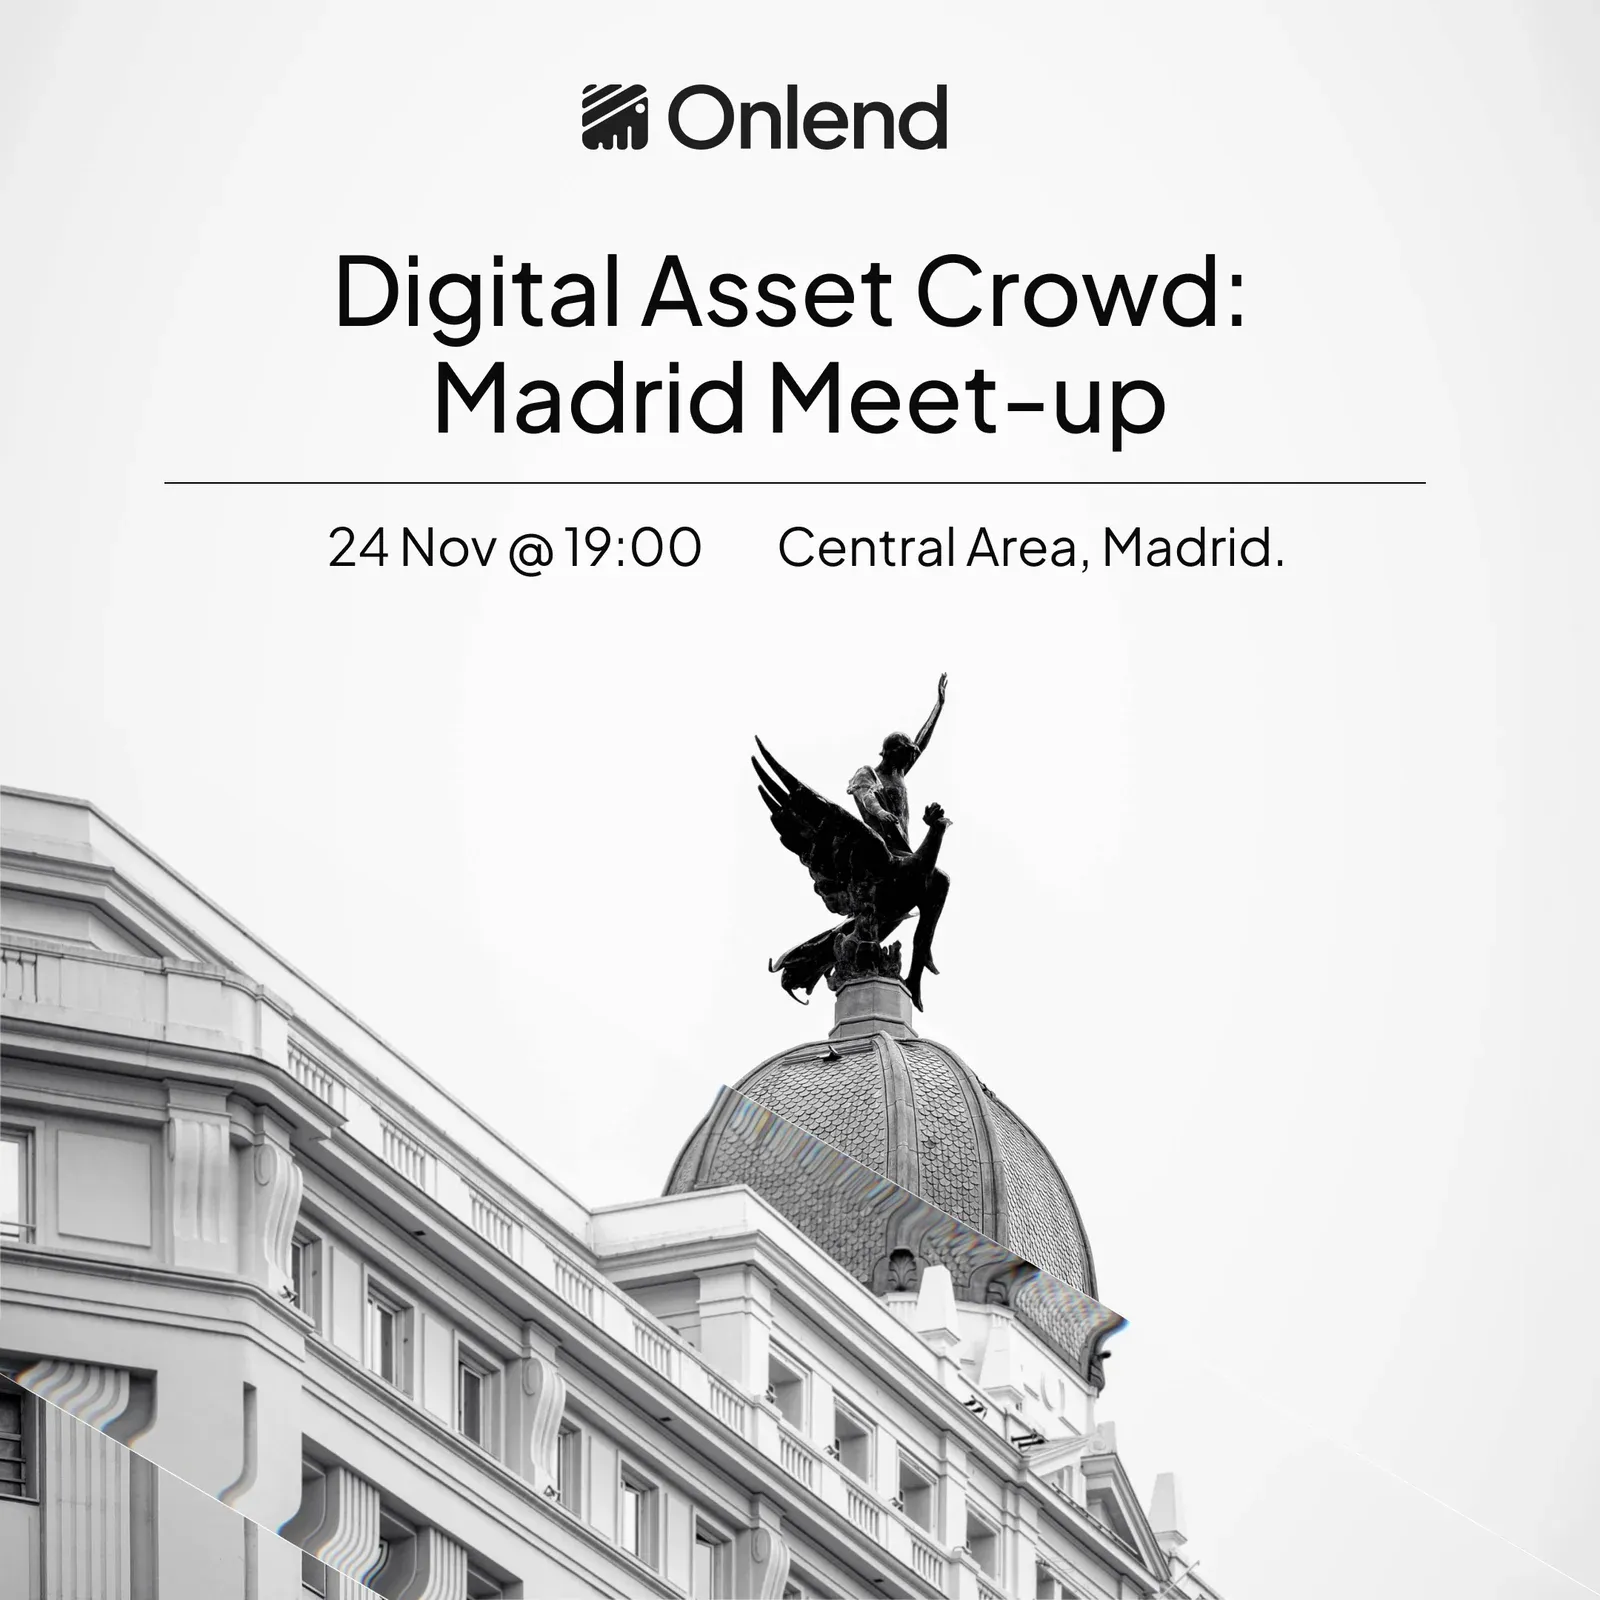 Onlend
Digital Asset Crowd:
Madrid Meet-up
24 Nov @ 19:00 Central Area, Madrid.